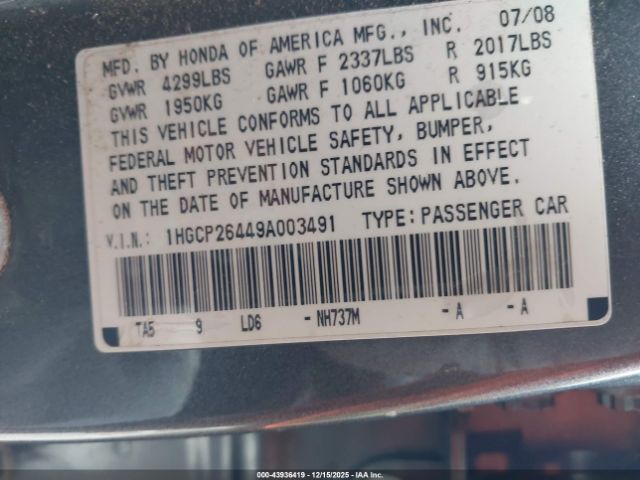 MFD. BY HONDA OF AMERICA MFG., INC. 07/08
GVWR 4299LBS GAWR F 2337LBS R 2017LBS
GVWR 1950KG GAWR F 1060KG R 915KG
THIS VEHICLE CONFORMS TO ALL APPLICABLE
FEDERAL MOTOR VEHICLE SAFETY, BUMPER,
AND THEFT PREVENTION STANDARDS IN EFFECT
ON THE DATE OF MANUFACTURE SHOWN ABOVE.
V.I.N.: 1HGCP26449A003491 TYPE: PASSENGER CAR
TA5 9 LD6 -NH737M -A -A
000-43936419 - 12/15/2025 - IAA Inc.